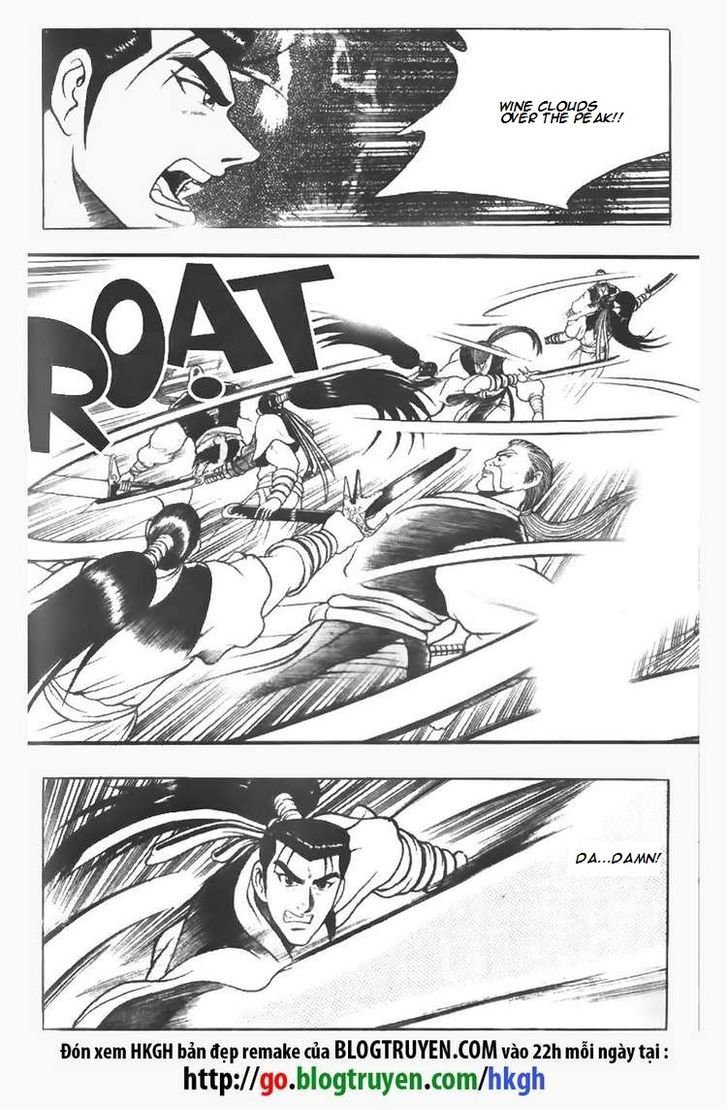 WINE CLOUDS
OVER THE PEAK!!
ROAT
DA...DAMN!
Đón xem HKGH bản đẹp remake của BLOGTRUYEN.COM vào 22h mỗi ngày tại :
http://go.blogtruyen.com/hkgh